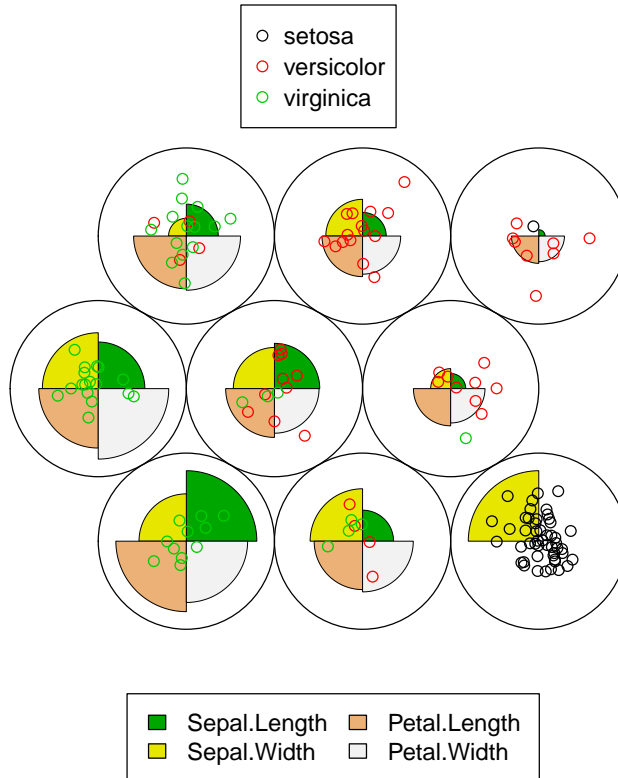 setosa
versicolor
virginica
Sepal.Length Petal.Length
Sepal.Width Petal.Width